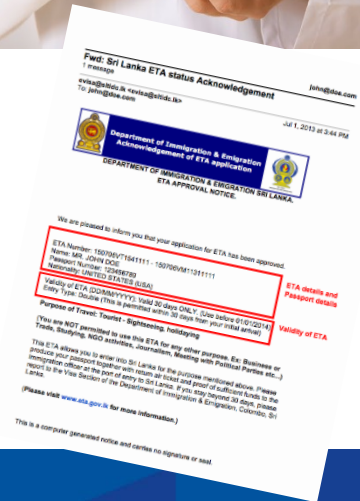 Fwd: Sri Lanka ETA status Acknowledgement
1 message
john@doe.com
evisa@sltids.lk <evisa@sltids.lk>
To: john@doe.com
Jul 1, 2013 at 3:44 PM
Department of Immigration & Emigration
Acknowledgement of ETA application
DEPARTMENT OF IMMIGRATION & EMIGRATION SRI LANKA.
ETA APPROVAL NOTICE.
We are pleased to inform you that your application for ETA has been approved.
ETA Number: 150706VT1541111 - 150706VM11311111
Name: MR. JOHN DOE
Passport Number: 123456789
Nationality: UNITED STATES (USA)
ETA details and
Passport details
Validity of ETA (DD/MM/YYYY): Valid 30 days ONLY. (Use before 01/01/2014)
Entry Type: Double (This is permitted within 30 days from your initial arrival)
Validity of ETA
Purpose of Travel: Tourist - Sightseeing, holidaying
(You are NOT permitted to use this ETA for any other purpose. Ex: Business or
Trade, Studying, NGO activities, Journalism, Meeting with Political Parties etc...)
This ETA allows you to enter into Sri Lanka for the purpose mentioned above. Please
produce your passport together with return air ticket and proof of sufficient funds to the
immigration officer at the port of entry to Sri Lanka. If you stay beyond 30 days, please
report to the Visa Section of the Department of Immigration & Emigration, Colombo, Sri
Lanka.
(Please visit www.eta.gov.lk for more information.)
This is a computer generated notice and carries no signature or seal.